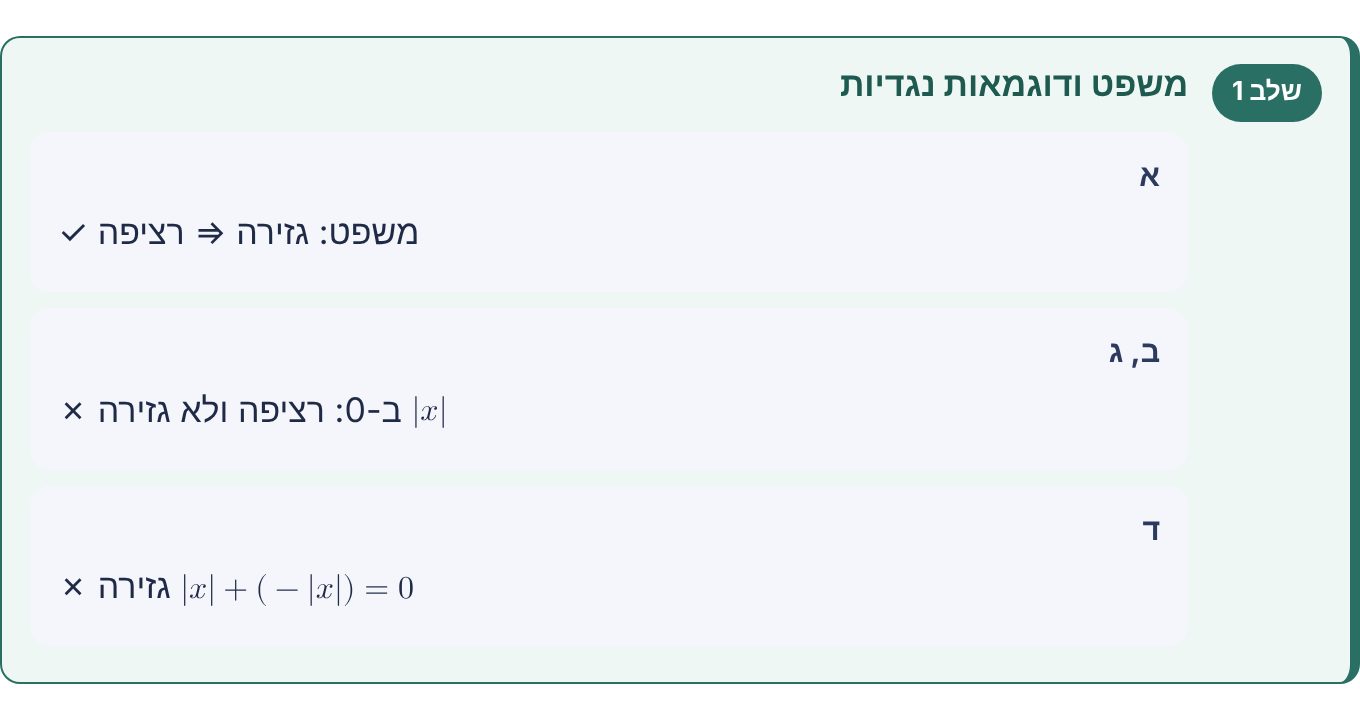 שלב 1
משפט ודוגמאות נגדיות
א
משפט: גזירה ⇒ רציפה ✓
ב, ג
|x| ב-0: רציפה ולא גזירה ×
ד
|x| + (−|x|) = 0 גזירה ×